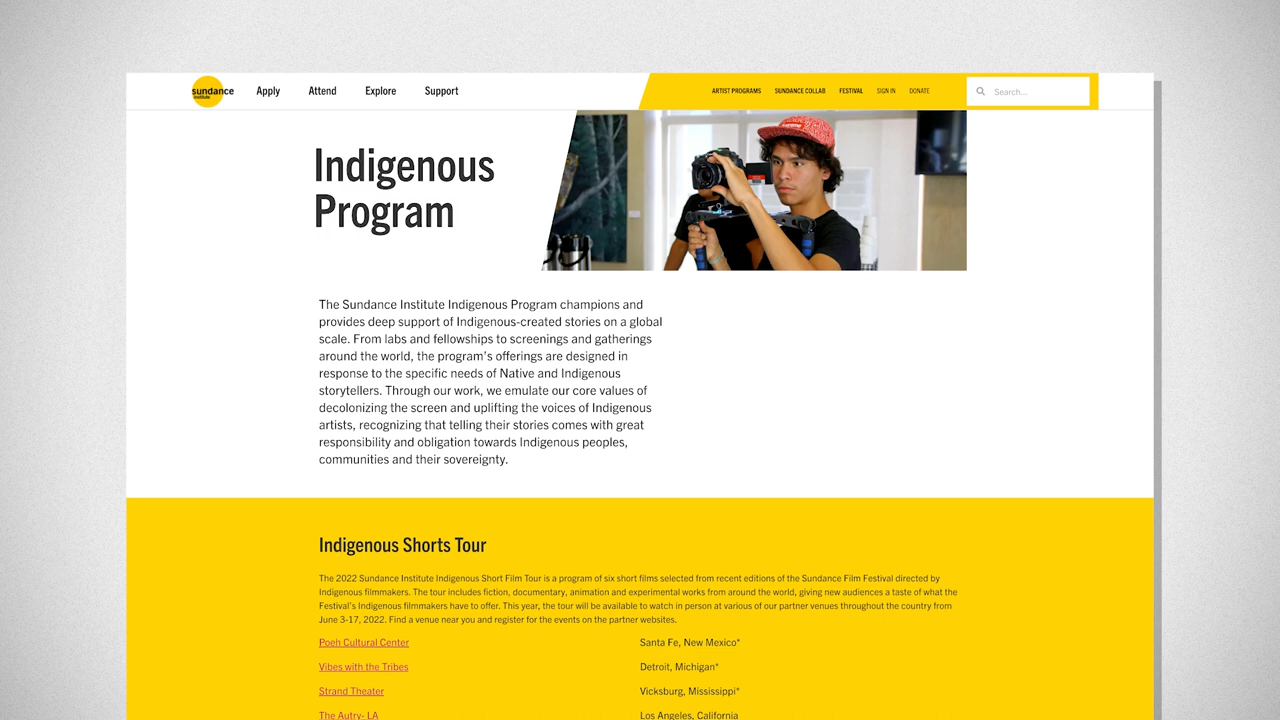 sundance
institute
Apply
Attend
Explore
Support
ARTIST PROGRAMS
SUNDANCE COLLAB
FESTIVAL
SIGN IN
DONATE
Search...
Indigenous
Program
The Sundance Institute Indigenous Program champions and
provides deep support of Indigenous-created stories on a global
scale. From labs and fellowships to screenings and gatherings
around the world, the program's offerings are designed in
response to the specific needs of Native and Indigenous
storytellers. Through our work, we emulate our core values of
decolonizing the screen and uplifting the voices of Indigenous
artists, recognizing that telling their stories comes with great
responsibility and obligation towards Indigenous peoples,
communities and their sovereignty.
Indigenous Shorts Tour
The 2022 Sundance Institute Indigenous Short Film Tour is a program of six short films selected from recent editions of the Sundance Film Festival directed by
Indigenous filmmakers. The tour includes fiction, documentary, animation and experimental works from around the world, giving new audiences a taste of what the
Festival's Indigenous filmmakers have to offer. This year, the tour will be available to watch in person at various of our partner venues throughout the country from
June 3-17, 2022. Find a venue near you and register for the events on the partner websites.
Poeh Cultural Center
Santa Fe, New Mexico*
Vibes with the Tribes
Detroit, Michigan*
Strand Theater
Vicksburg, Mississippi*
The Autry- LA
Los Angeles, California